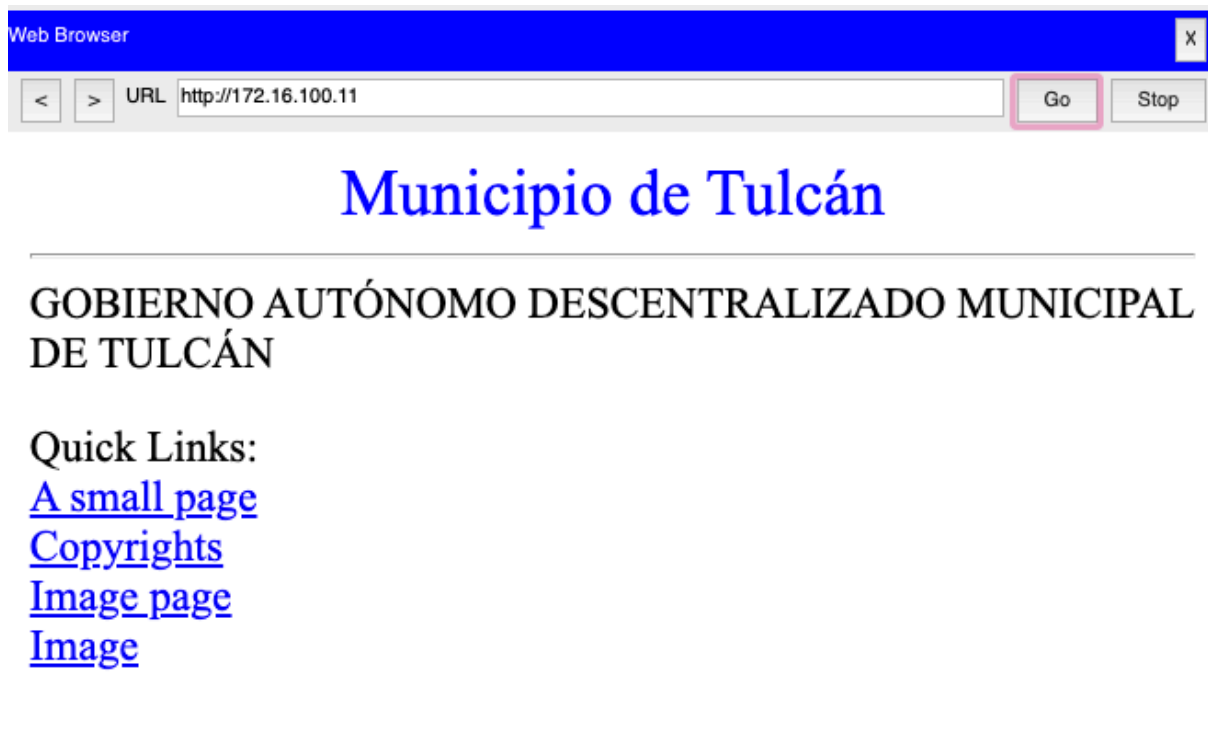 Web Browser
X
< > URL http://172.16.100.11 Go Stop
Municipio de Tulcán
GOBIERNO AUTÓNOMO DESCENTRALIZADO MUNICIPAL
DE TULCÁN
Quick Links:
A small page
Copyrights
Image page
Image